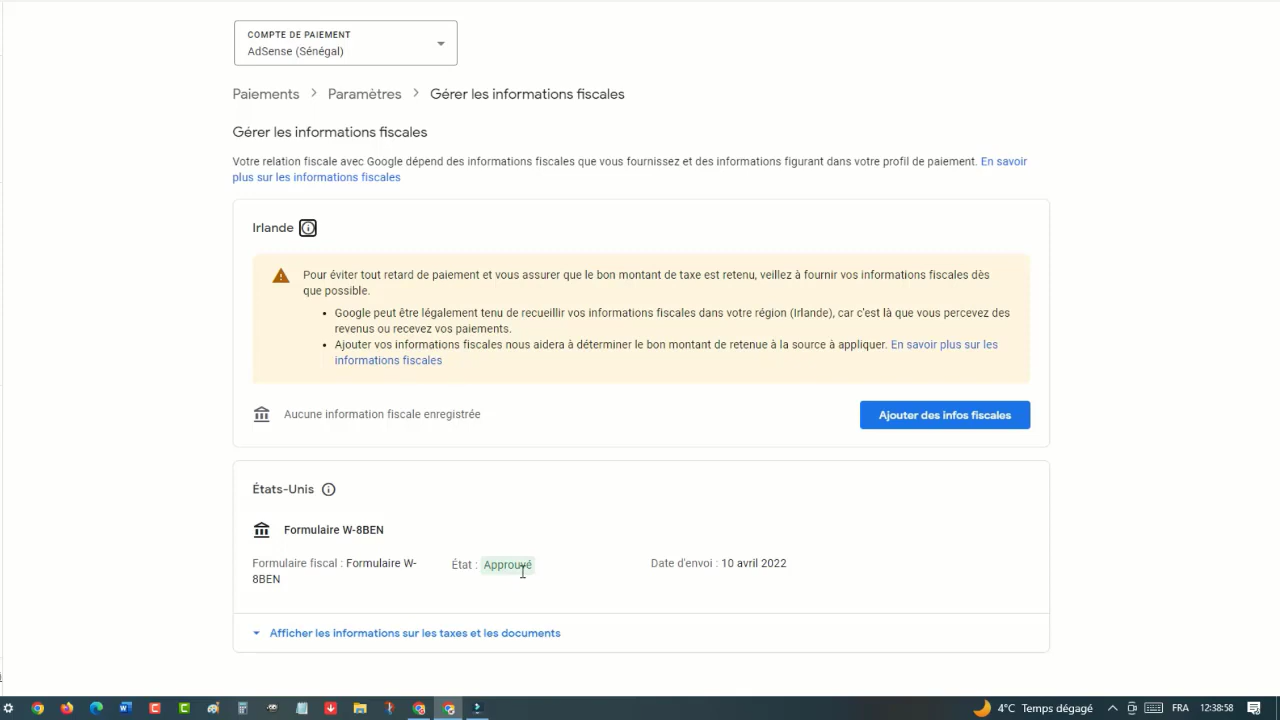 COMPTE DE PAIEMENT
AdSense (Sénégal)
Paiements > Paramètres > Gérer les informations fiscales
Gérer les informations fiscales
Votre relation fiscale avec Google dépend des informations fiscales que vous fournissez et des informations figurant dans votre profil de paiement. En savoir
plus sur les informations fiscales
Irlande
Pour éviter tout retard de paiement et vous assurer que le bon montant de taxe est retenu, veillez à fournir vos informations fiscales dès
que possible.
• Google peut être légalement tenu de recueillir vos informations fiscales dans votre région (Irlande), car c'est là que vous percevez des
revenus ou recevez vos paiements.
• Ajouter vos informations fiscales nous aidera à déterminer le bon montant de retenue à la source à appliquer. En savoir plus sur les
informations fiscales
Aucune information fiscale enregistrée
Ajouter des infos fiscales
États-Unis
Formulaire W-8BEN
Formulaire fiscal : Formulaire W-
8BEN
État : Approuvé
Date d'envoi : 10 avril 2022
Afficher les informations sur les taxes et les documents
4°C Temps dégagé
FRA
12:38:58